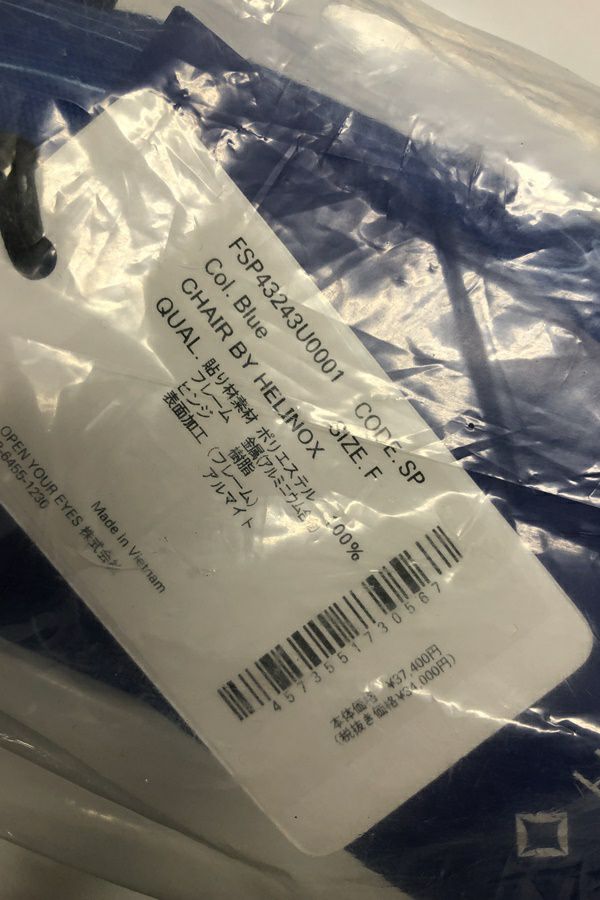 FSP43243U0001 CODE. SP
Col. Blue SIZE. F
CHAIR BY HELINOX
QUAL. 貼り材素材 ポリエステル 100%
フレーム 金属(アルミニウム
ヒンジ 樹脂
表面加工 (フレーム)
アルマイト
4573551730567
本体価格 ¥37,400円
(税抜き価格¥34,000円)
Made in Vietnam
OPEN YOUR EYES 株式会
-6455-1230